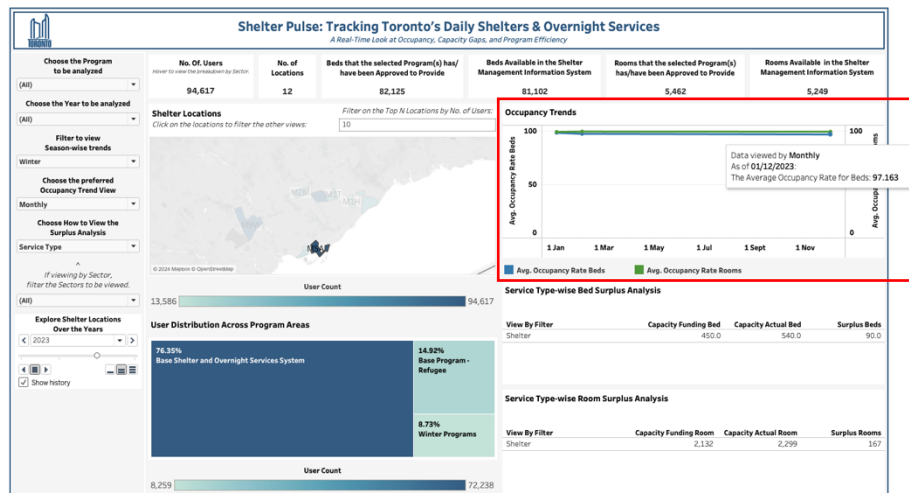 Shelter Pulse: Tracking Toronto's Daily Shelters & Overnight Services
A Real-Time Look at Occupancy, Capacity Gaps, and Program Efficiency
TORONTO
Choose the Program
to be analyzed
(All)
Choose the Year to be analyzed
(All)
Filter to view
Season-wise trends
Winter
Choose the preferred
Occupancy Trend View
Monthly
Choose How to View the
Surplus Analysis
Service Type
^
If viewing by Sector,
filter the Sectors to be viewed.
(All)
Explore Shelter Locations
Over the Years
2023
Show history
No. Of. Users
Hover to view the breakdown by Sector.
94,617
No. of
Locations
12
Beds that the selected Program(s) has/
have been Approved to Provide
82,125
Beds Available in the Shelter
Management Information System
81,102
Rooms that the selected Program(s)
has/have been Approved to Provide
5,462
Rooms Available in the Shelter
Management Information System
5,249
Shelter Locations
Click on the locations to filter
the other views:
Filter on the Top N Locations by No. of Users:
10
M1H
© 2024 Mapbox © OpenStreetMap
User Count
13,586
94,617
User Distribution Across Program Areas
76.35%
Base Shelter and Overnight
Services System
14.92%
Base Program -
Refugee
8.73%
Winter Programs
User Count
8,259
72,238
Occupancy Trends
Avg. Occupancy Rate Beds
100
50
0
100
0
Avg. Occupa
oms
Data viewed by Monthly
As of 01/12/2023:
The Average Occupancy Rate for Beds: 97.163
1 Jan
1 Mar
1 May
1 Jul
1 Sept
1 Nov
Avg. Occupancy Rate Beds
Avg. Occupancy Rate Rooms
Service Type-wise Bed Surplus Analysis
View By Filter Capacity Funding Bed Capacity Actual Bed Surplus Beds
Shelter 450.0 540.0 90.0
Service Type-wise Room Surplus Analysis
View By Filter Capacity Funding Room Capacity Actual Room Surplus Rooms
Shelter 2,132 2,299 167